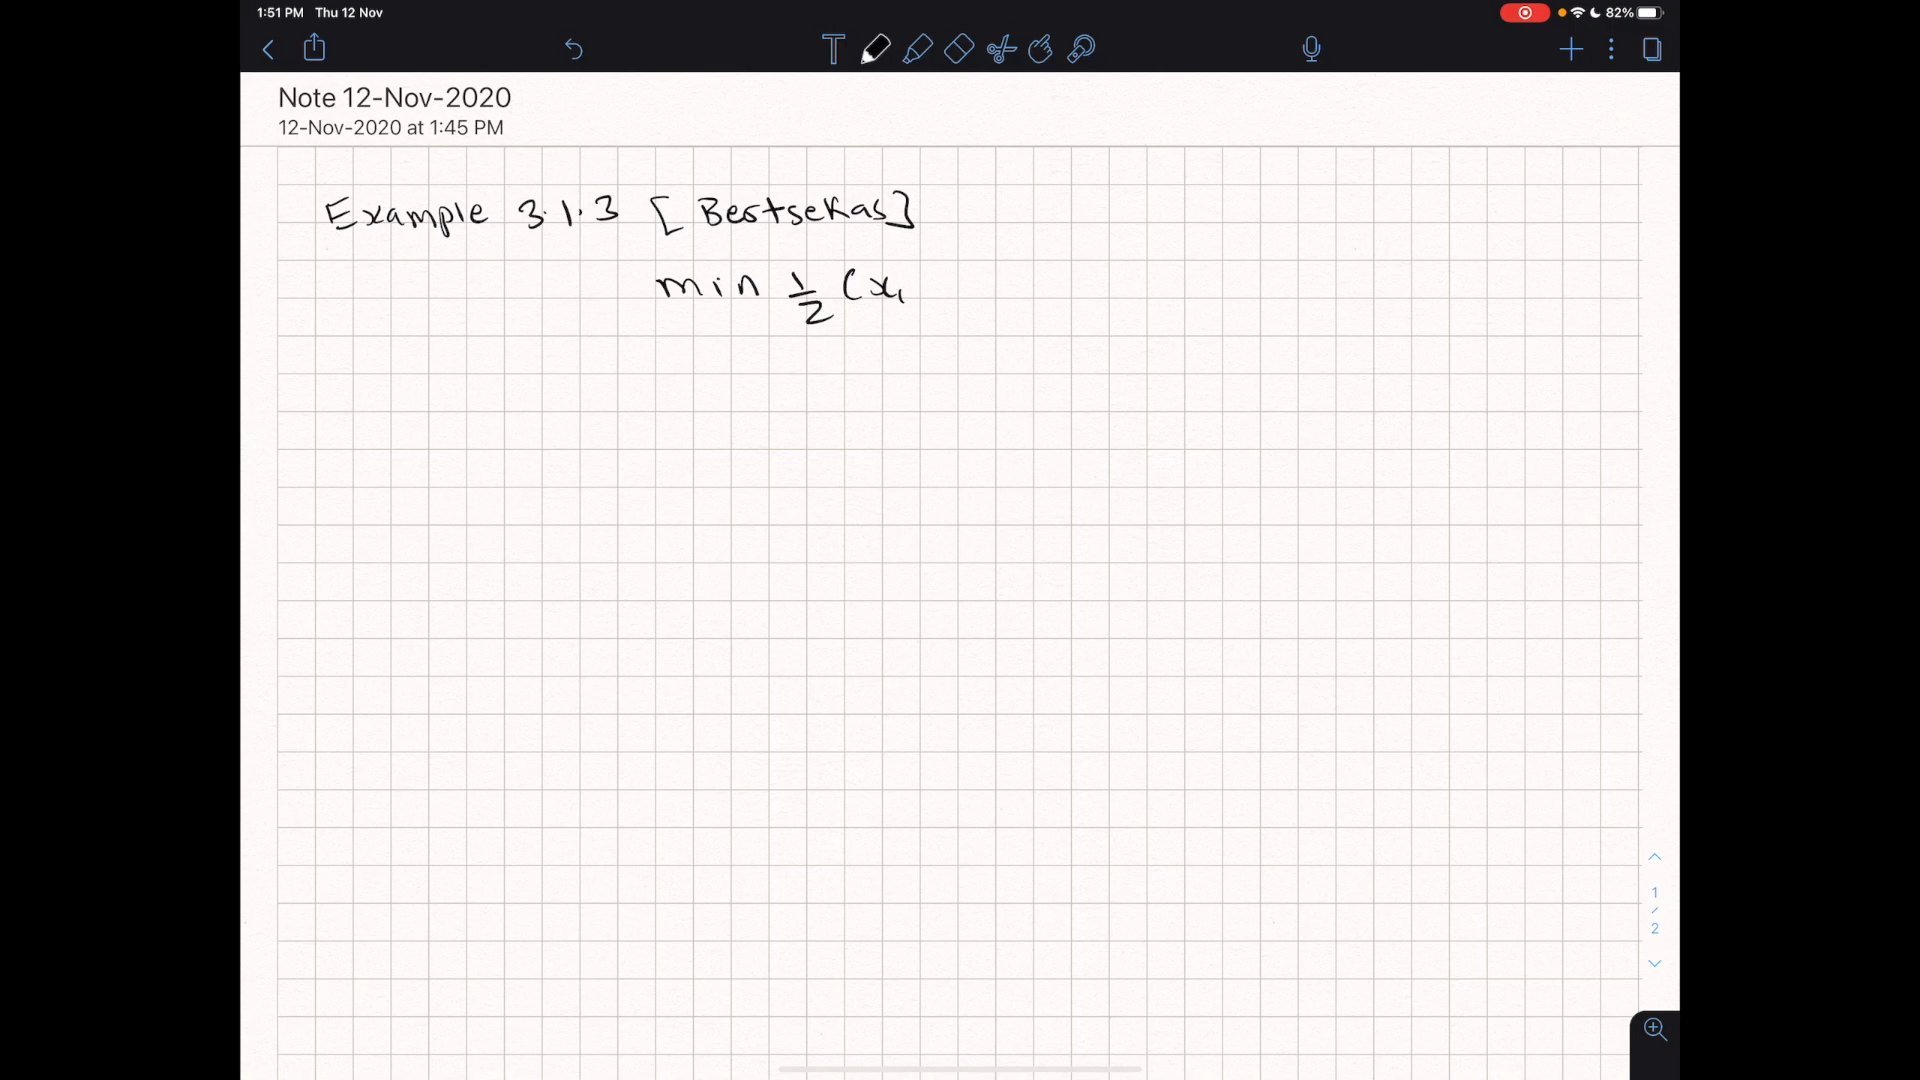 1:51 PM Thu 12 Nov
82%
Note 12-Nov-2020
12-Nov-2020 at 1:45 PM
Example 3.1.3 [Bestsekas]
min 1/2 (x₁
1
/
2